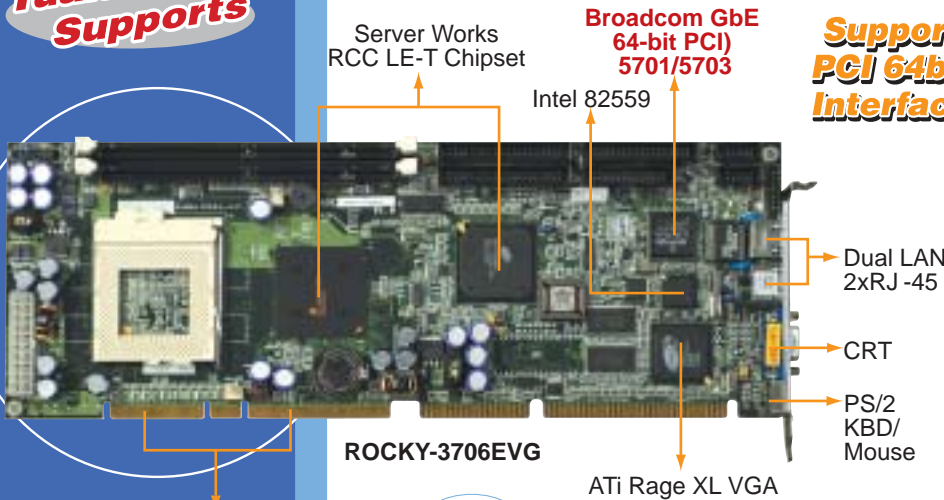 Supports
Server Works
RCC LE-T Chipset
Broadcom GbE
64-bit PCI)
5701/5703
Intel 82559
PCI
Dual LAN
2xRJ -45
CRT
PS/2
KBD/
Mouse
ROCKY-3706EVG
ATi Rage XL VGA